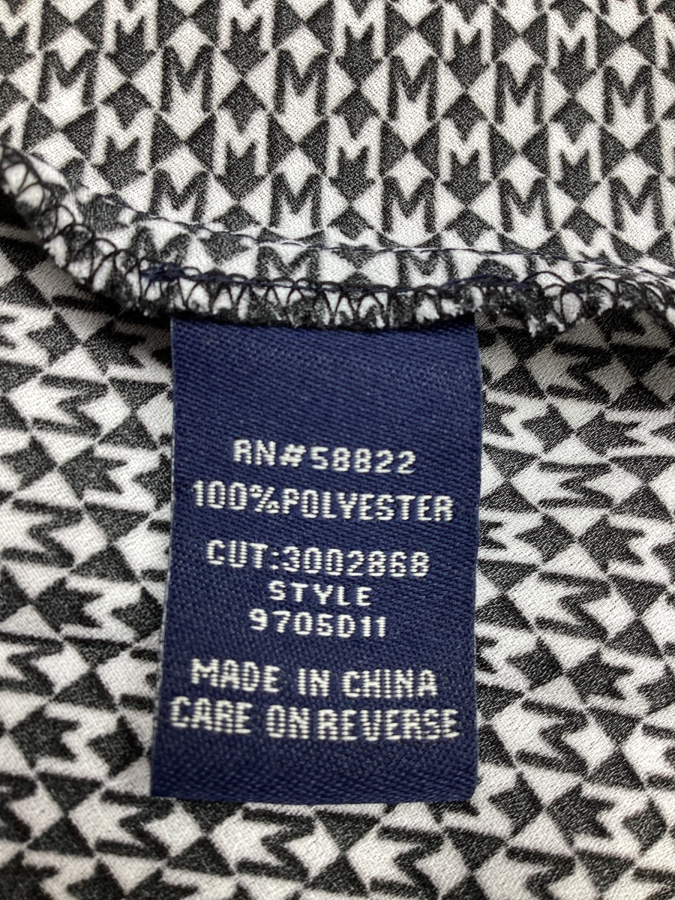 RN#58822
100%POLYESTER
CUT:3002868
STYLE
9705D11
MADE IN CHINA
CARE ON REVERSE